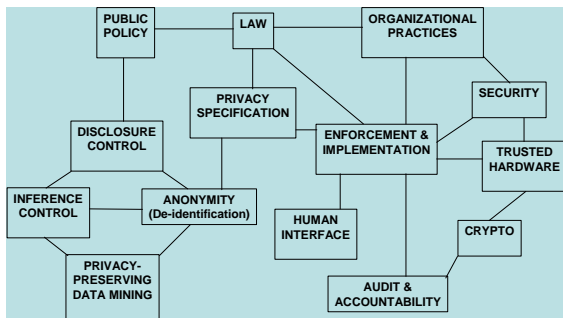 PUBLIC
POLICY
LAW
ORGANIZATIONAL
PRACTICES
PRIVACY
SPECIFICATION
SECURITY
DISCLOSURE
CONTROL
ENFORCEMENT &
IMPLEMENTATION
TRUSTED
HARDWARE
INFERENCE
CONTROL
ANONYMITY
(De-identification)
HUMAN
INTERFACE
CRYPTO
PRIVACY-
PRESERVING
DATA MINING
AUDIT &
ACCOUNTABILITY